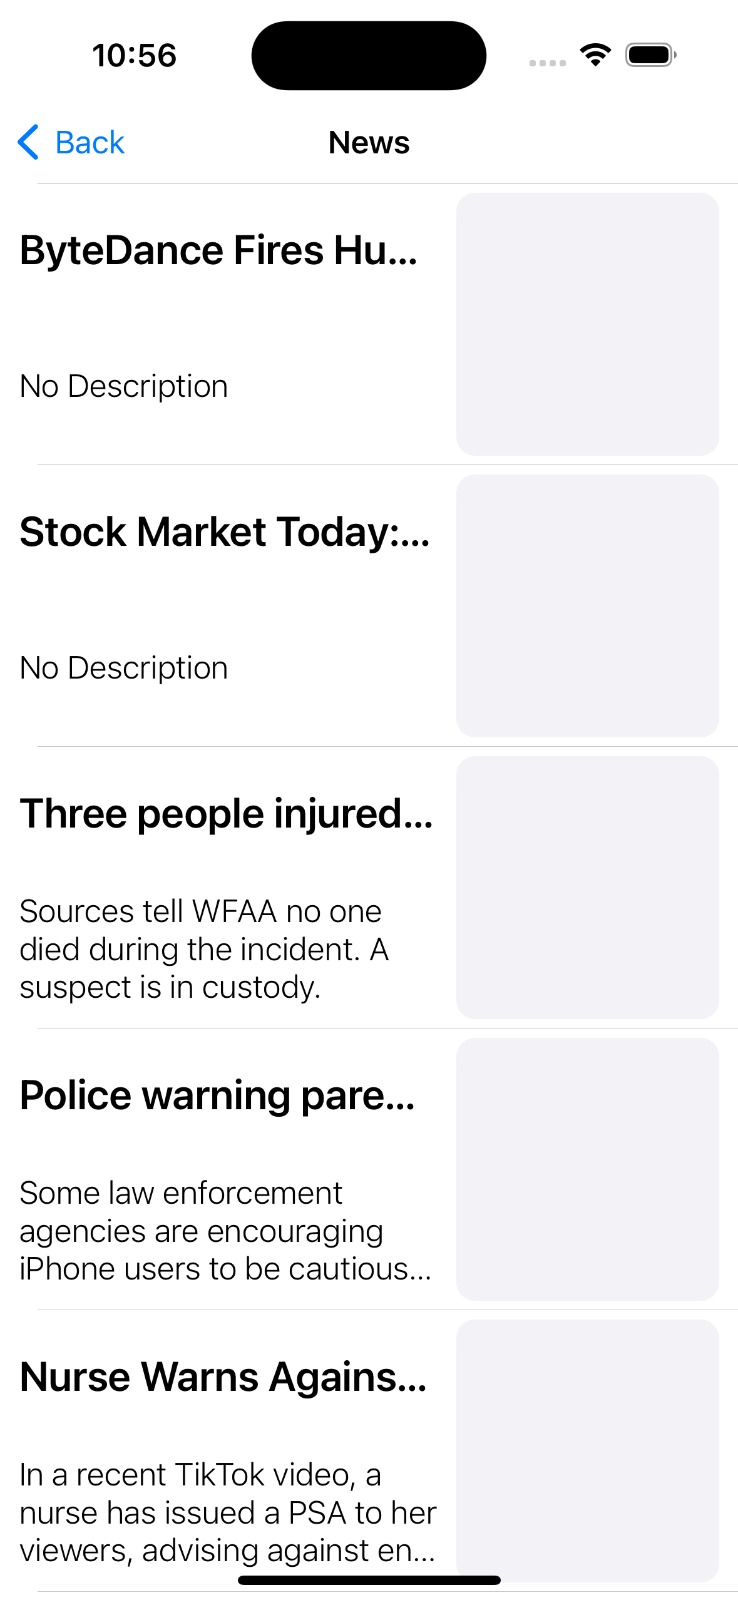 10:56
Back
News
ByteDance Fires Hu...
No Description
Stock Market Today:...
No Description
Three people injured...
Sources tell WFAA no one
died during the incident. A
suspect is in custody.
Police warning pare...
Some law enforcement
agencies are encouraging
iPhone users to be cautious...
Nurse Warns Agains...
In a recent TikTok video, a
nurse has issued a PSA to her
viewers, advising against en...